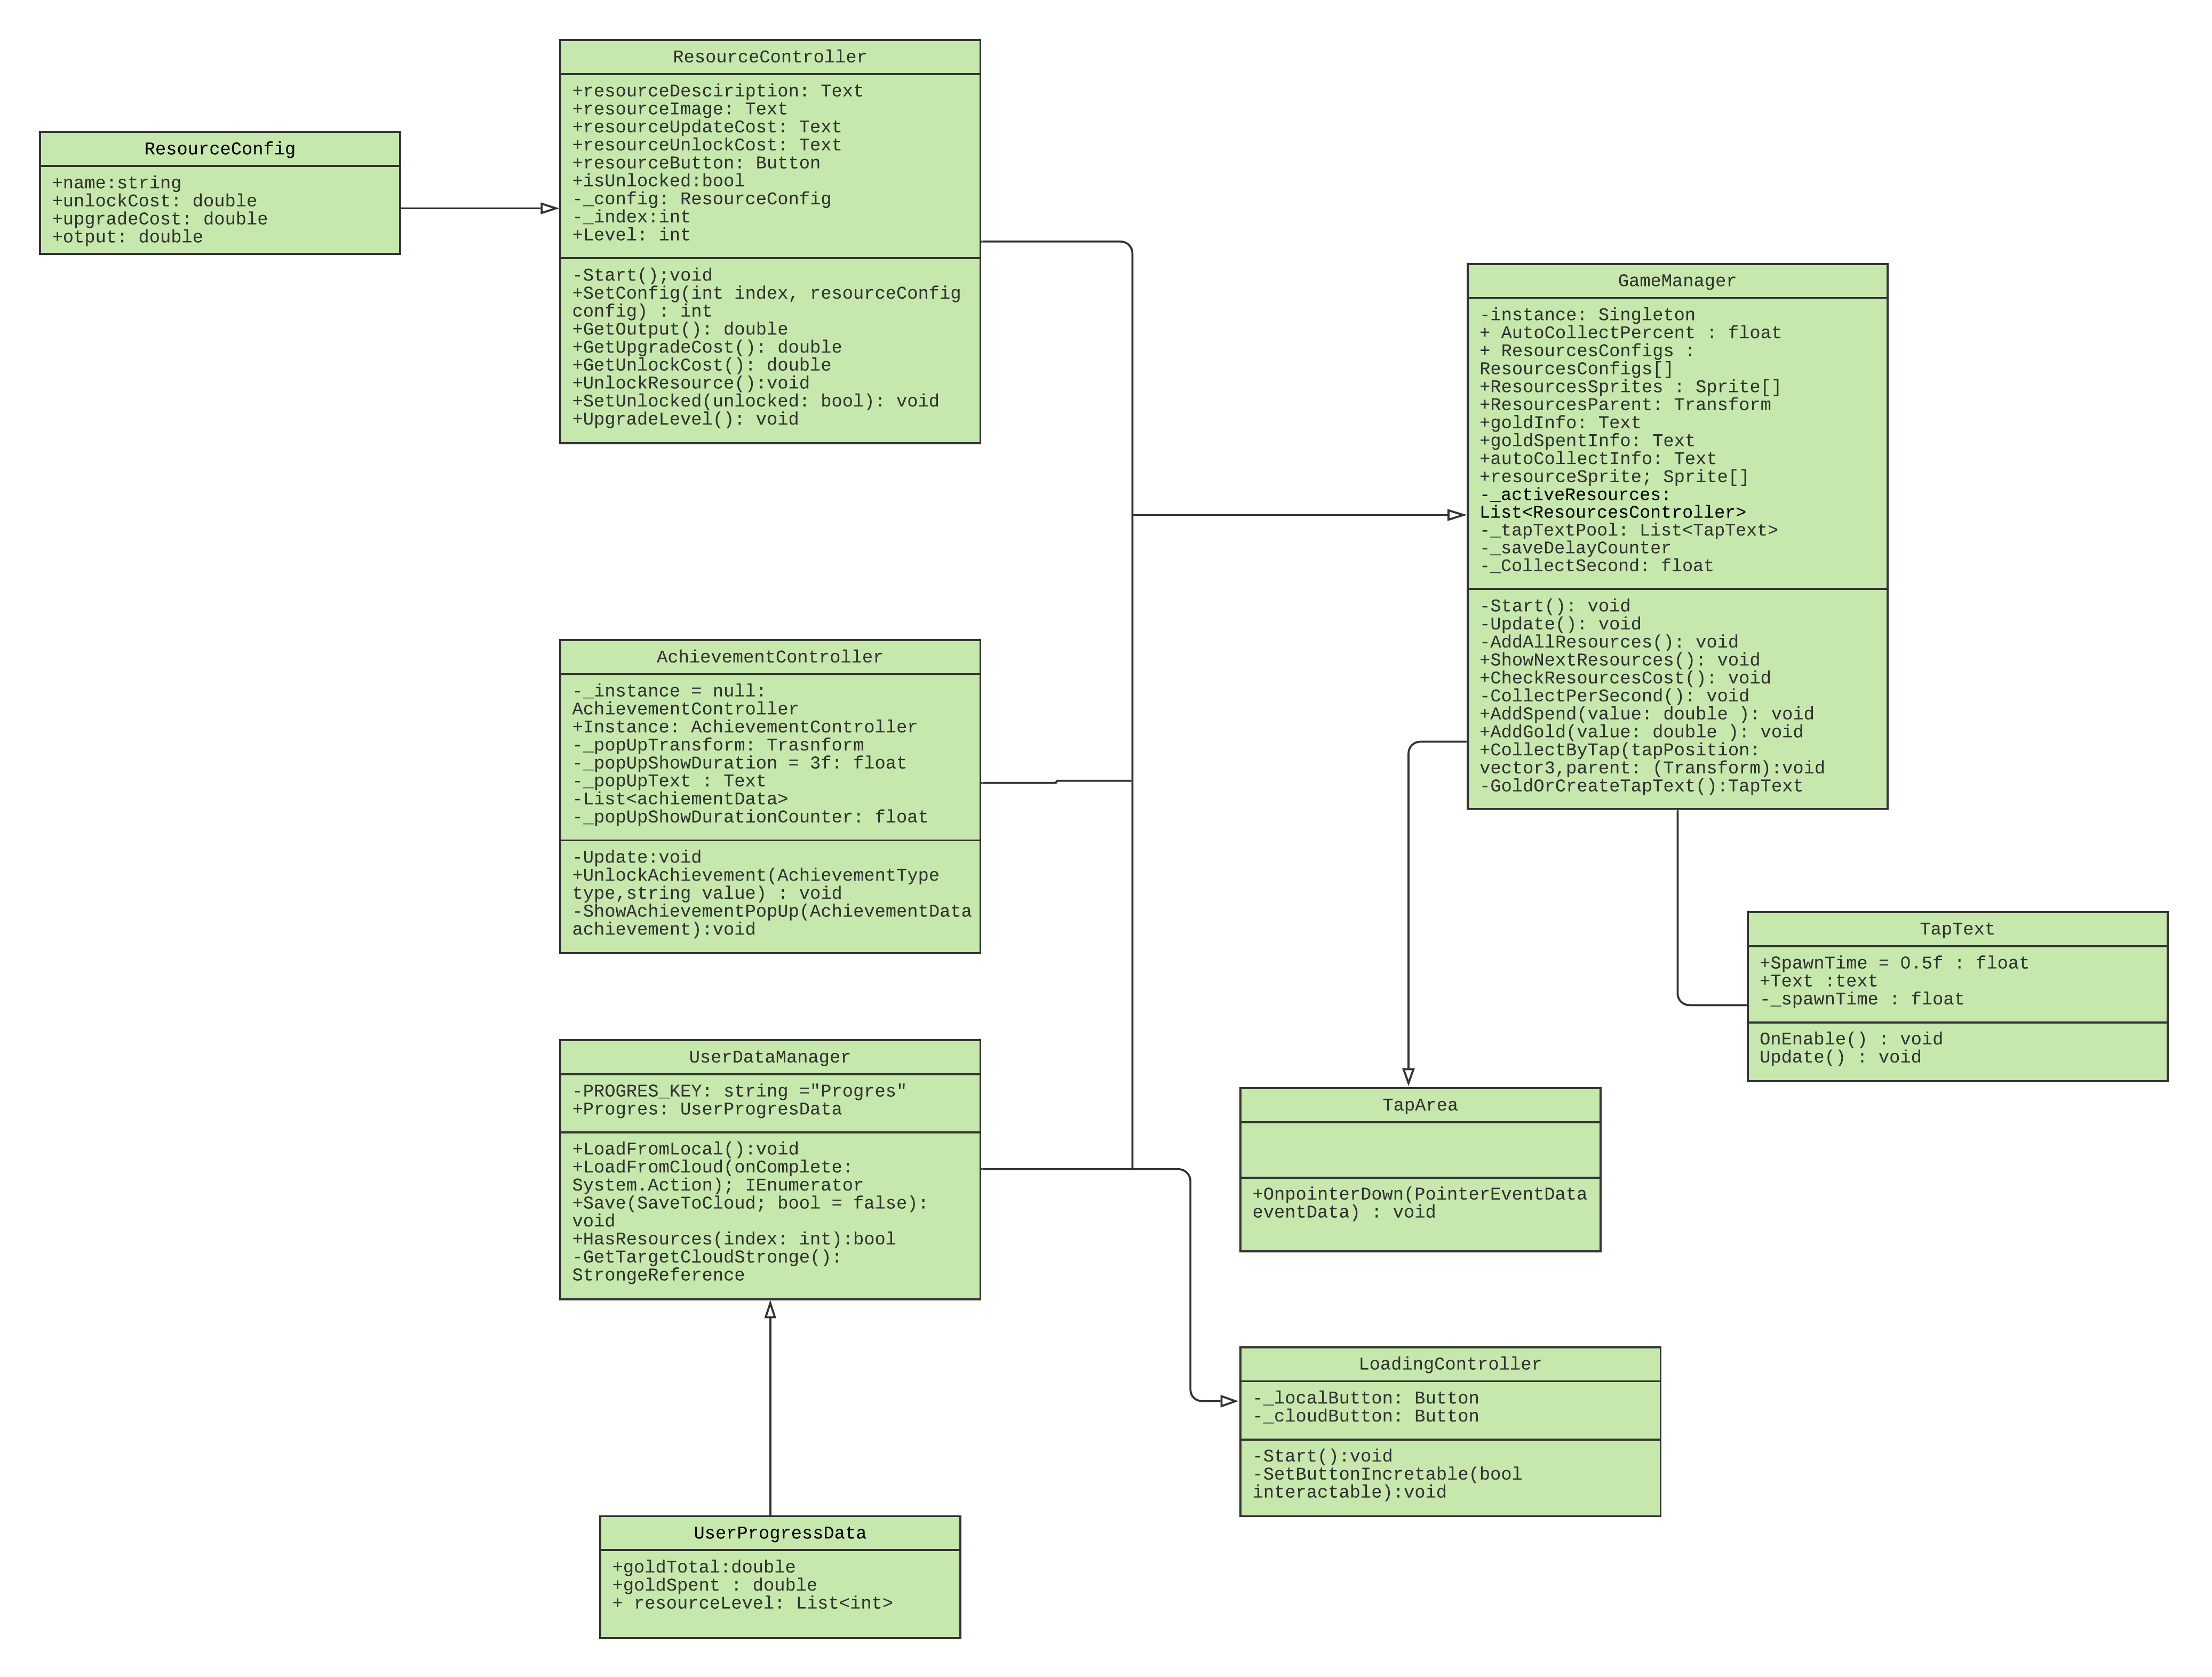 ResourceController
+resourceDesciription: Text
+resourceImage: Text
+resourceUpdateCost: Text
+resourceUnlockCost: Text
+resourceButton: Button
+isUnlocked:bool
-_config: ResourceConfig
-_index:int
+Level: int
-Start();void
+SetConfig(int index, resourceConfig
config) : int
+GetOutput(): double
+GetUpgradeCost(): double
+GetUnlockCost(): double
+UnlockResource():void
+SetUnlocked(unlocked: bool): void
+UpgradeLevel(): void
ResourceConfig
+name:string
+unlockCost: double
+upgradeCost: double
+otput: double
GameManager
-instance: Singleton
+ AutoCollectPercent : float
+ ResourcesConfigs :
ResourcesConfigs[]
+ResourcesSprites : Sprite[]
+ResourcesParent: Transform
+goldInfo: Text
+goldSpentInfo: Text
+autoCollectInfo: Text
+resourceSprite; Sprite[]
-_activeResources:
List<ResourcesController>
-_tapTextPool: List<TapText>
-_saveDelayCounter
-_CollectSecond: float
-Start(): void
-Update(): void
-AddAllResources(): void
+ShowNextResources(): void
+CheckResourcesCost(): void
-CollectPerSecond(): void
+AddSpend(value: double ): void
+AddGold(value: double ): void
+CollectByTap(tapPosition:
vector3,parent: (Transform):void
-GoldOrCreateTapText():TapText
AchievementController
-_instance = null:
AchievementController
+Instance: AchievementController
-_popUpTransform: Trasnform
-_popUpShowDuration = 3f: float
-_popUpText : Text
-List<achiementData>
-_popUpShowDurationCounter: float
-Update:void
+UnlockAchievement(AchievementType
type,string value) : void
-ShowAchievementPopUp(AchievementData
achievement):void
TapText
+SpawnTime = 0.5f : float
+Text :text
-_spawnTime : float
OnEnable() : void
Update() : void
UserDataManager
-PROGRES_KEY: string ="Progres"
+Progres: UserProgresData
+LoadFromLocal():void
+LoadFromCloud(onComplete:
System.Action); IEnumerator
+Save(SaveToCloud; bool = false):
void
+HasResources(index: int):bool
-GetTargetCloudStronge():
StrongeReference
TapArea
+OnpointerDown(PointerEventData
eventData) : void
LoadingController
-_localButton: Button
-_cloudButton: Button
-Start():void
-SetButtonIncretable(bool
interactable):void
UserProgressData
+goldTotal:double
+goldSpent : double
+ resourceLevel: List<int>